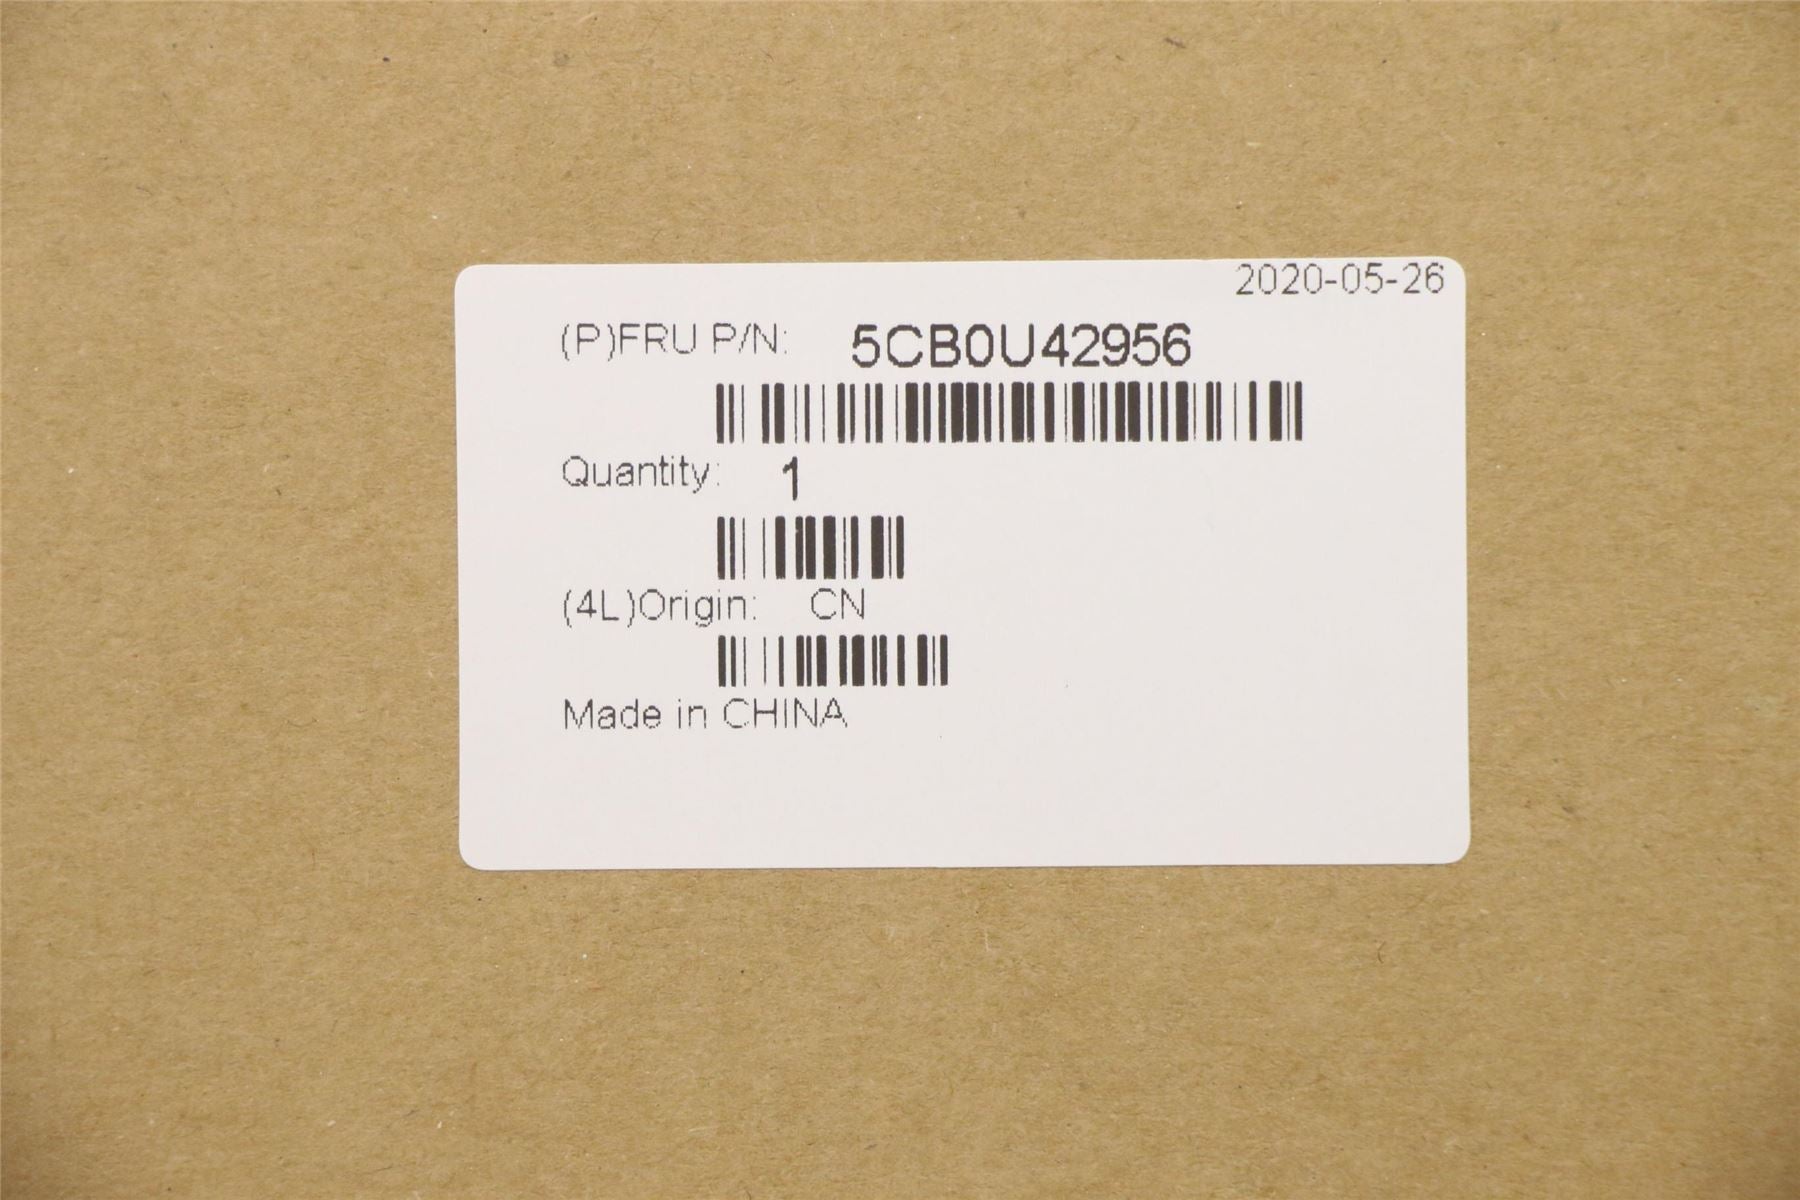 2020-05-26
(P)FRU P/N: 5CB0U42956
Quantity: 1
(4L)Origin: CN
Made in CHINA